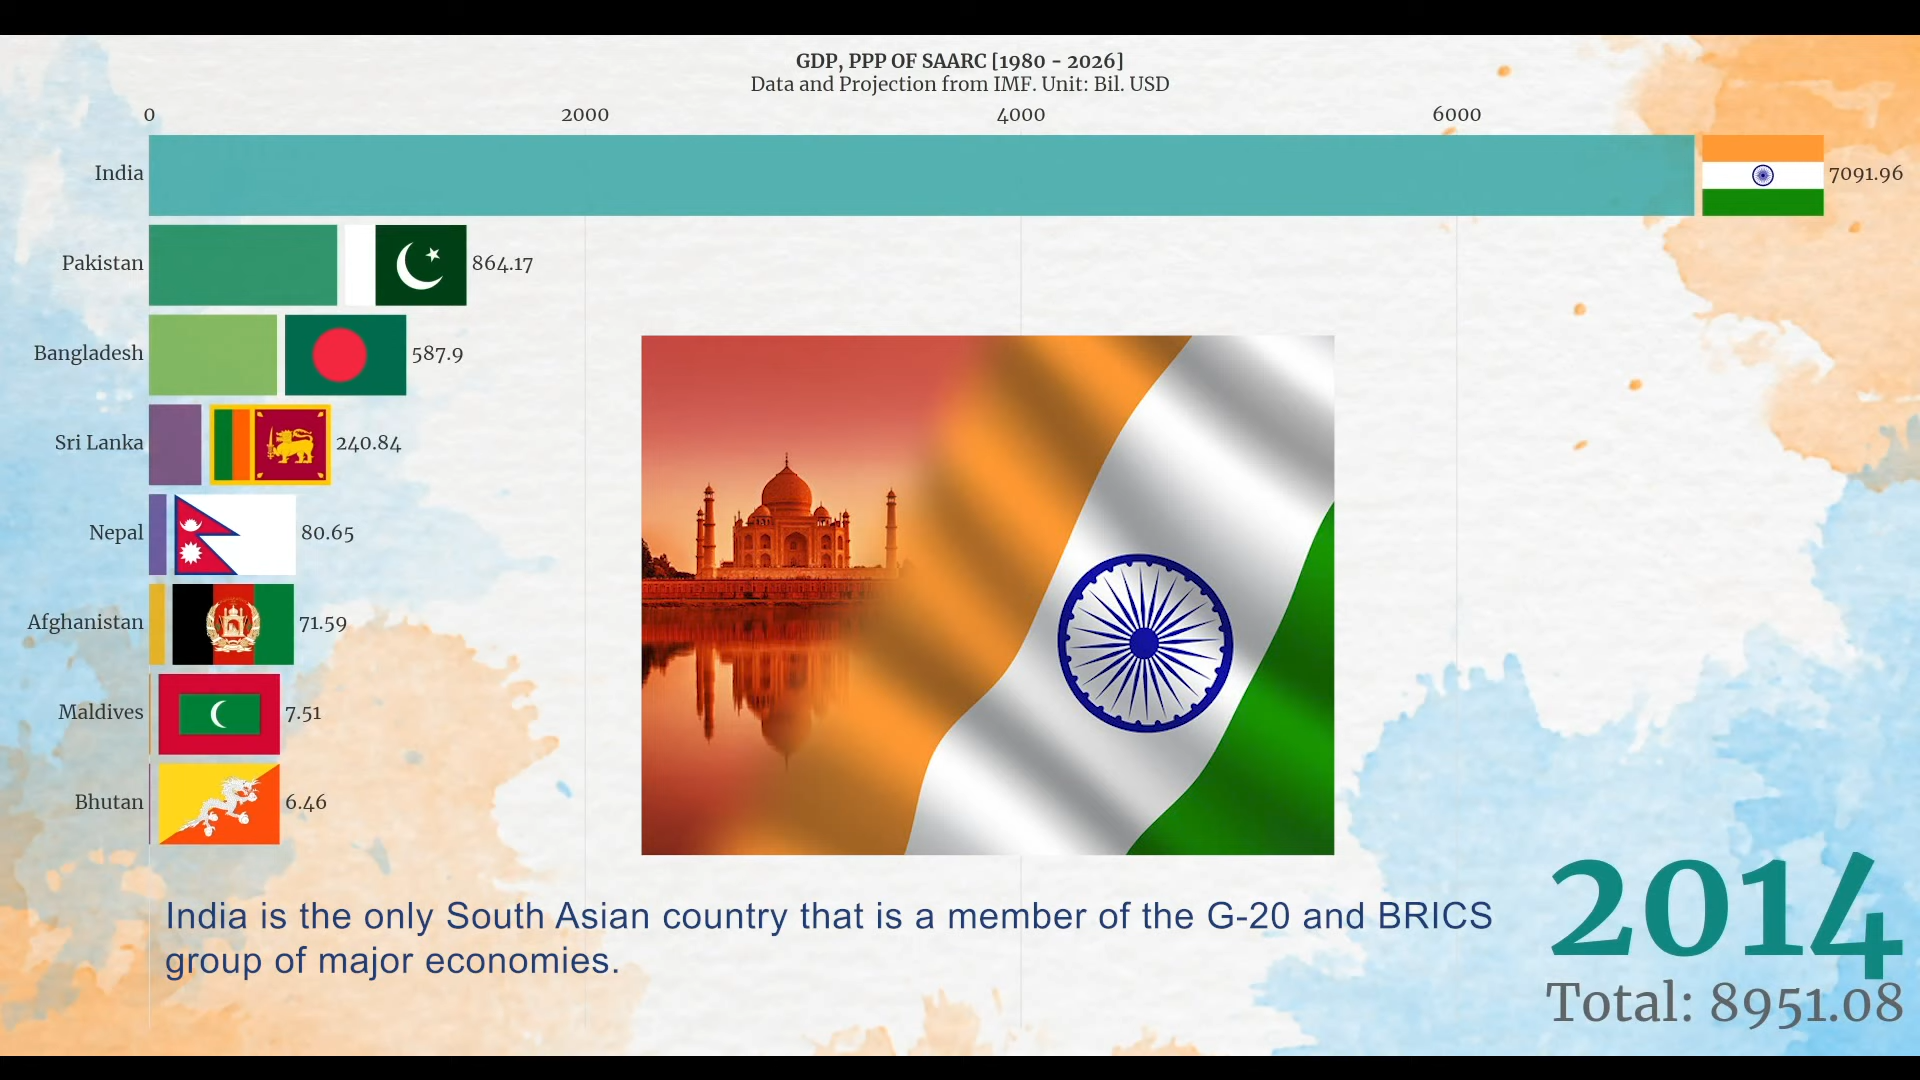 GDP, PPP OF SAARC [1980 - 2026]
Data and Projection from IMF. Unit: Bil. USD
0 2000 4000 6000
India 7091.96
Pakistan 864.17
Bangladesh 587.9
Sri Lanka 240.84
Nepal 80.65
Afghanistan 71.59
Maldives 7.51
Bhutan 6.46
India is the only South Asian country that is a member of the G-20 and BRICS
group of major economies.
2014
Total: 8951.08